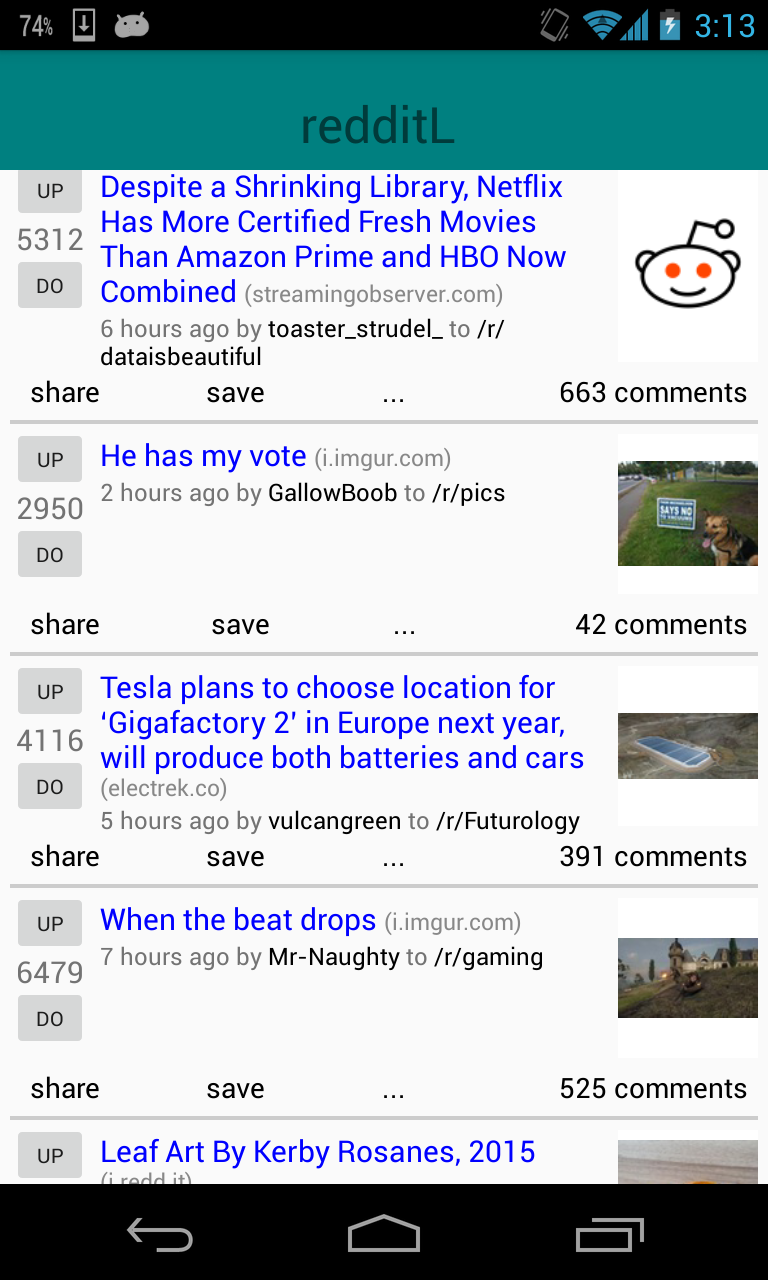 74%
3:13
redditL
UP
5312
DO
Despite a Shrinking Library, Netflix
Has More Certified Fresh Movies
Than Amazon Prime and HBO Now
Combined (streamingobserver.com)
6 hours ago by toaster_strudel_ to /r/
dataisbeautiful
share save ... 663 comments
UP
2950
DO
He has my vote (i.imgur.com)
2 hours ago by GallowBoob to /r/pics
SAYS NO
TO VACUUMS
share save ... 42 comments
UP
4116
DO
Tesla plans to choose location for
‘Gigafactory 2’ in Europe next year,
will produce both batteries and cars
(electrek.co)
5 hours ago by vulcangreen to /r/Futurology
share save ... 391 comments
UP
6479
DO
When the beat drops (i.imgur.com)
7 hours ago by Mr-Naughty to /r/gaming
share save ... 525 comments
UP
Leaf Art By Kerby Rosanes, 2015
(i.redd.it)